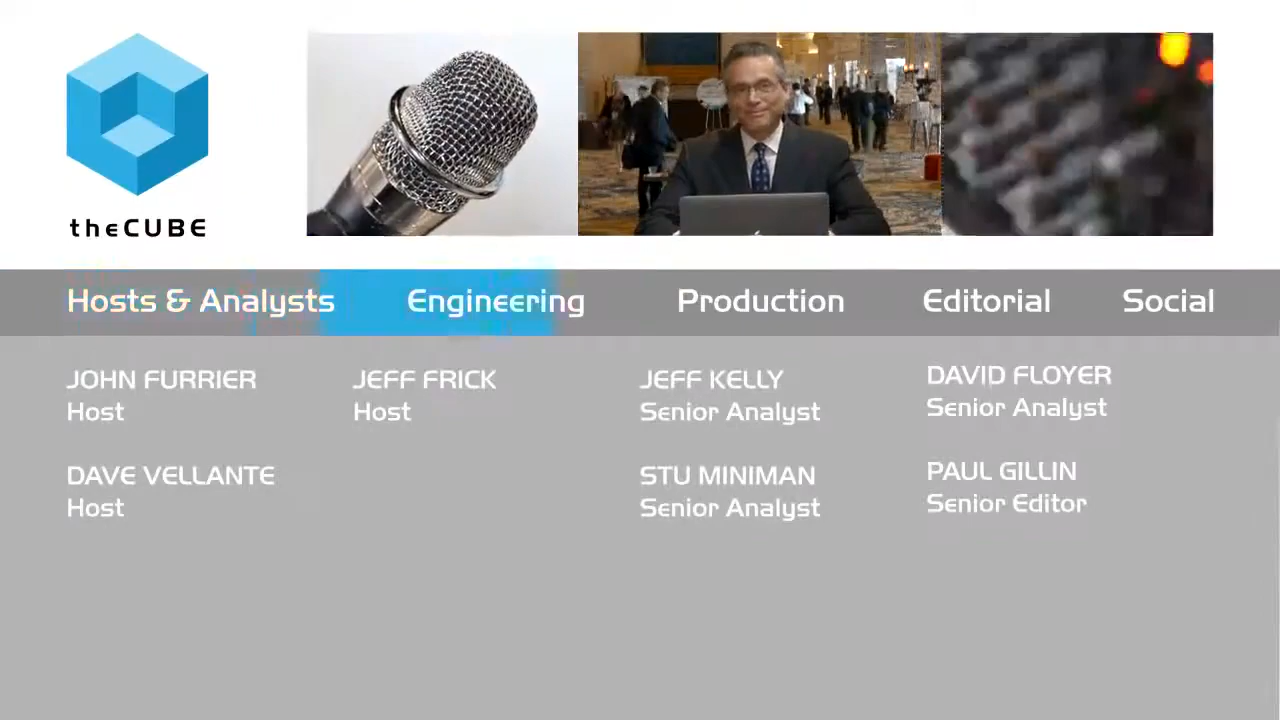 theCUBE
Hosts & Analysts Engineering Production Editorial Social
JOHN FURRIER
Host
DAVE VELLANTE
Host
JEFF FRICK
Host
JEFF KELLY
Senior Analyst
STU MINIMAN
Senior Analyst
DAVID FLOYER
Senior Analyst
PAUL GILLIN
Senior Editor